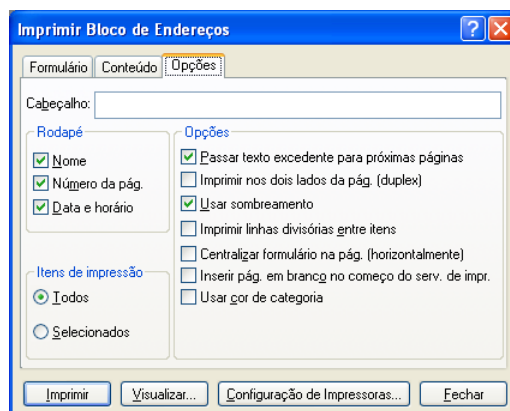 Imprimir Bloco de Endereços
Formulário Conteúdo Opções
Cabeçalho:
Rodapé
Nome
Número da pág.
Data e horário
Itens de impressão
Todos
Selecionados
Opções
Passar texto excedente para próximas páginas
Imprimir nos dois lados da pág. (duplex)
Usar sombreamento
Imprimir linhas divisórias entre itens
Centralizar formulário na pág. (horizontalmente)
Inserir pág. em branco no começo do serv. de impr.
Usar cor de categoria
Imprimir Visualizar... Configuração de Impressoras... Fechar